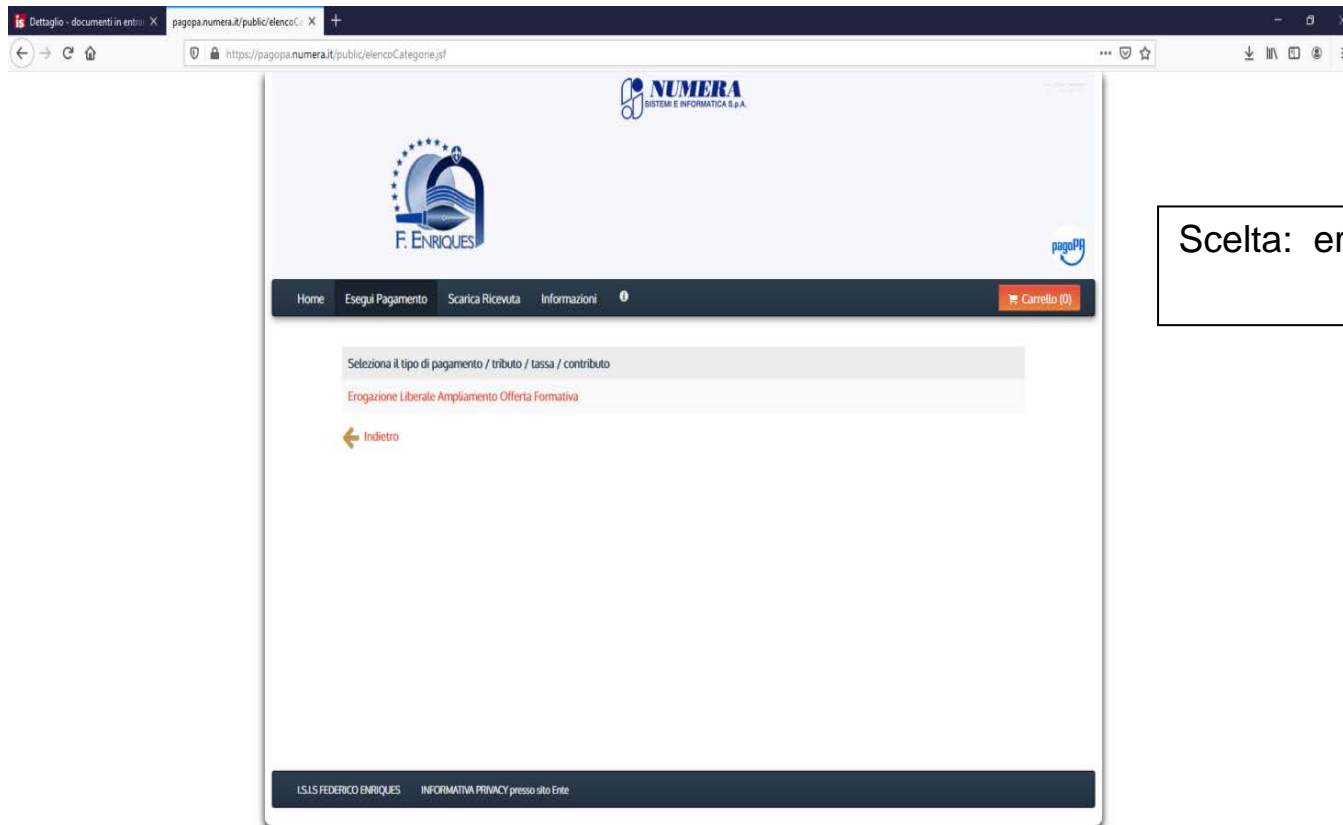 Dettaglio - documenti in entra
pagopa.numera.it/public/elencoCa
https://pagopa.numera.it/public/elencoCategorie.jsf
NUMERA
SISTEMI E INFORMATICA S.p.A.
F. ENRIQUES
pagoPA
Scelta: er
Home Esegui Pagamento Scarica Ricevuta Informazioni
Carrello (0)
Seleziona il tipo di pagamento / tributo / tassa / contributo
Erogazione Liberale Ampliamento Offerta Formativa
Indietro
I.S.I.S FEDERICO ENRIQUES INFORMATIVA PRIVACY presso sito Ente